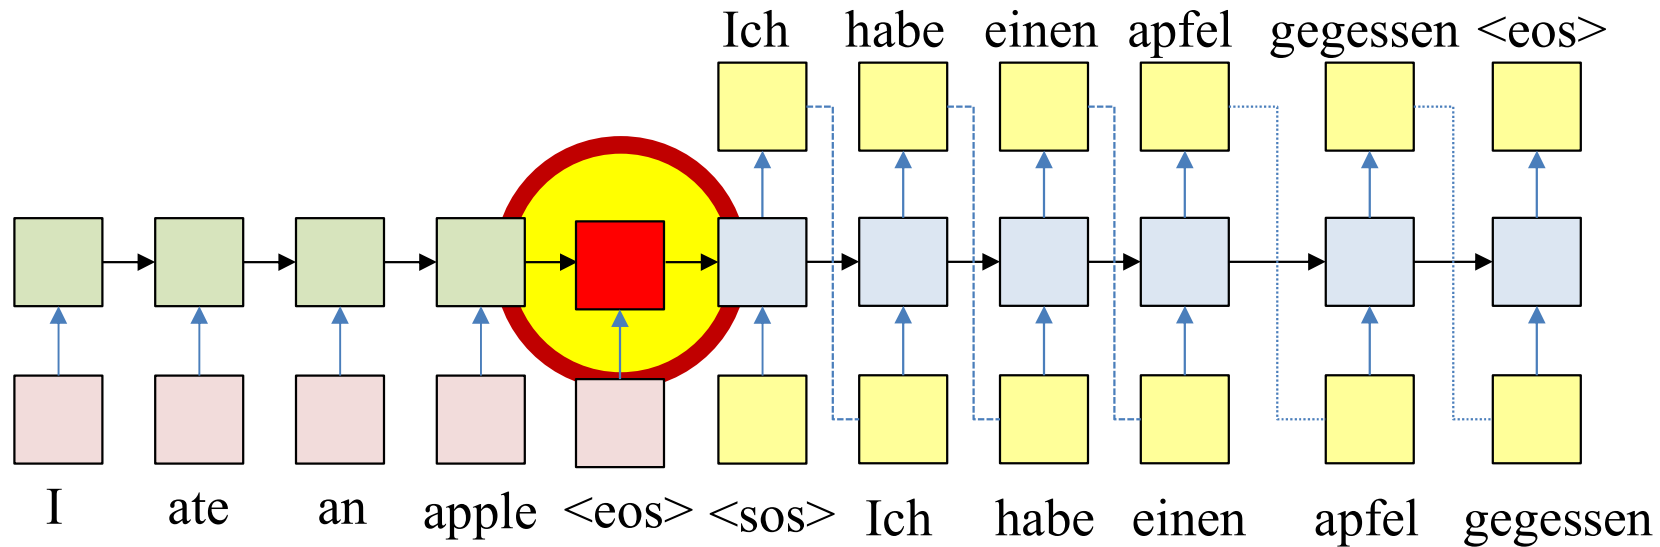 Ich habe einen apfel gegessen <eos>
I ate an apple <eos> <sos> Ich habe einen apfel gegessen